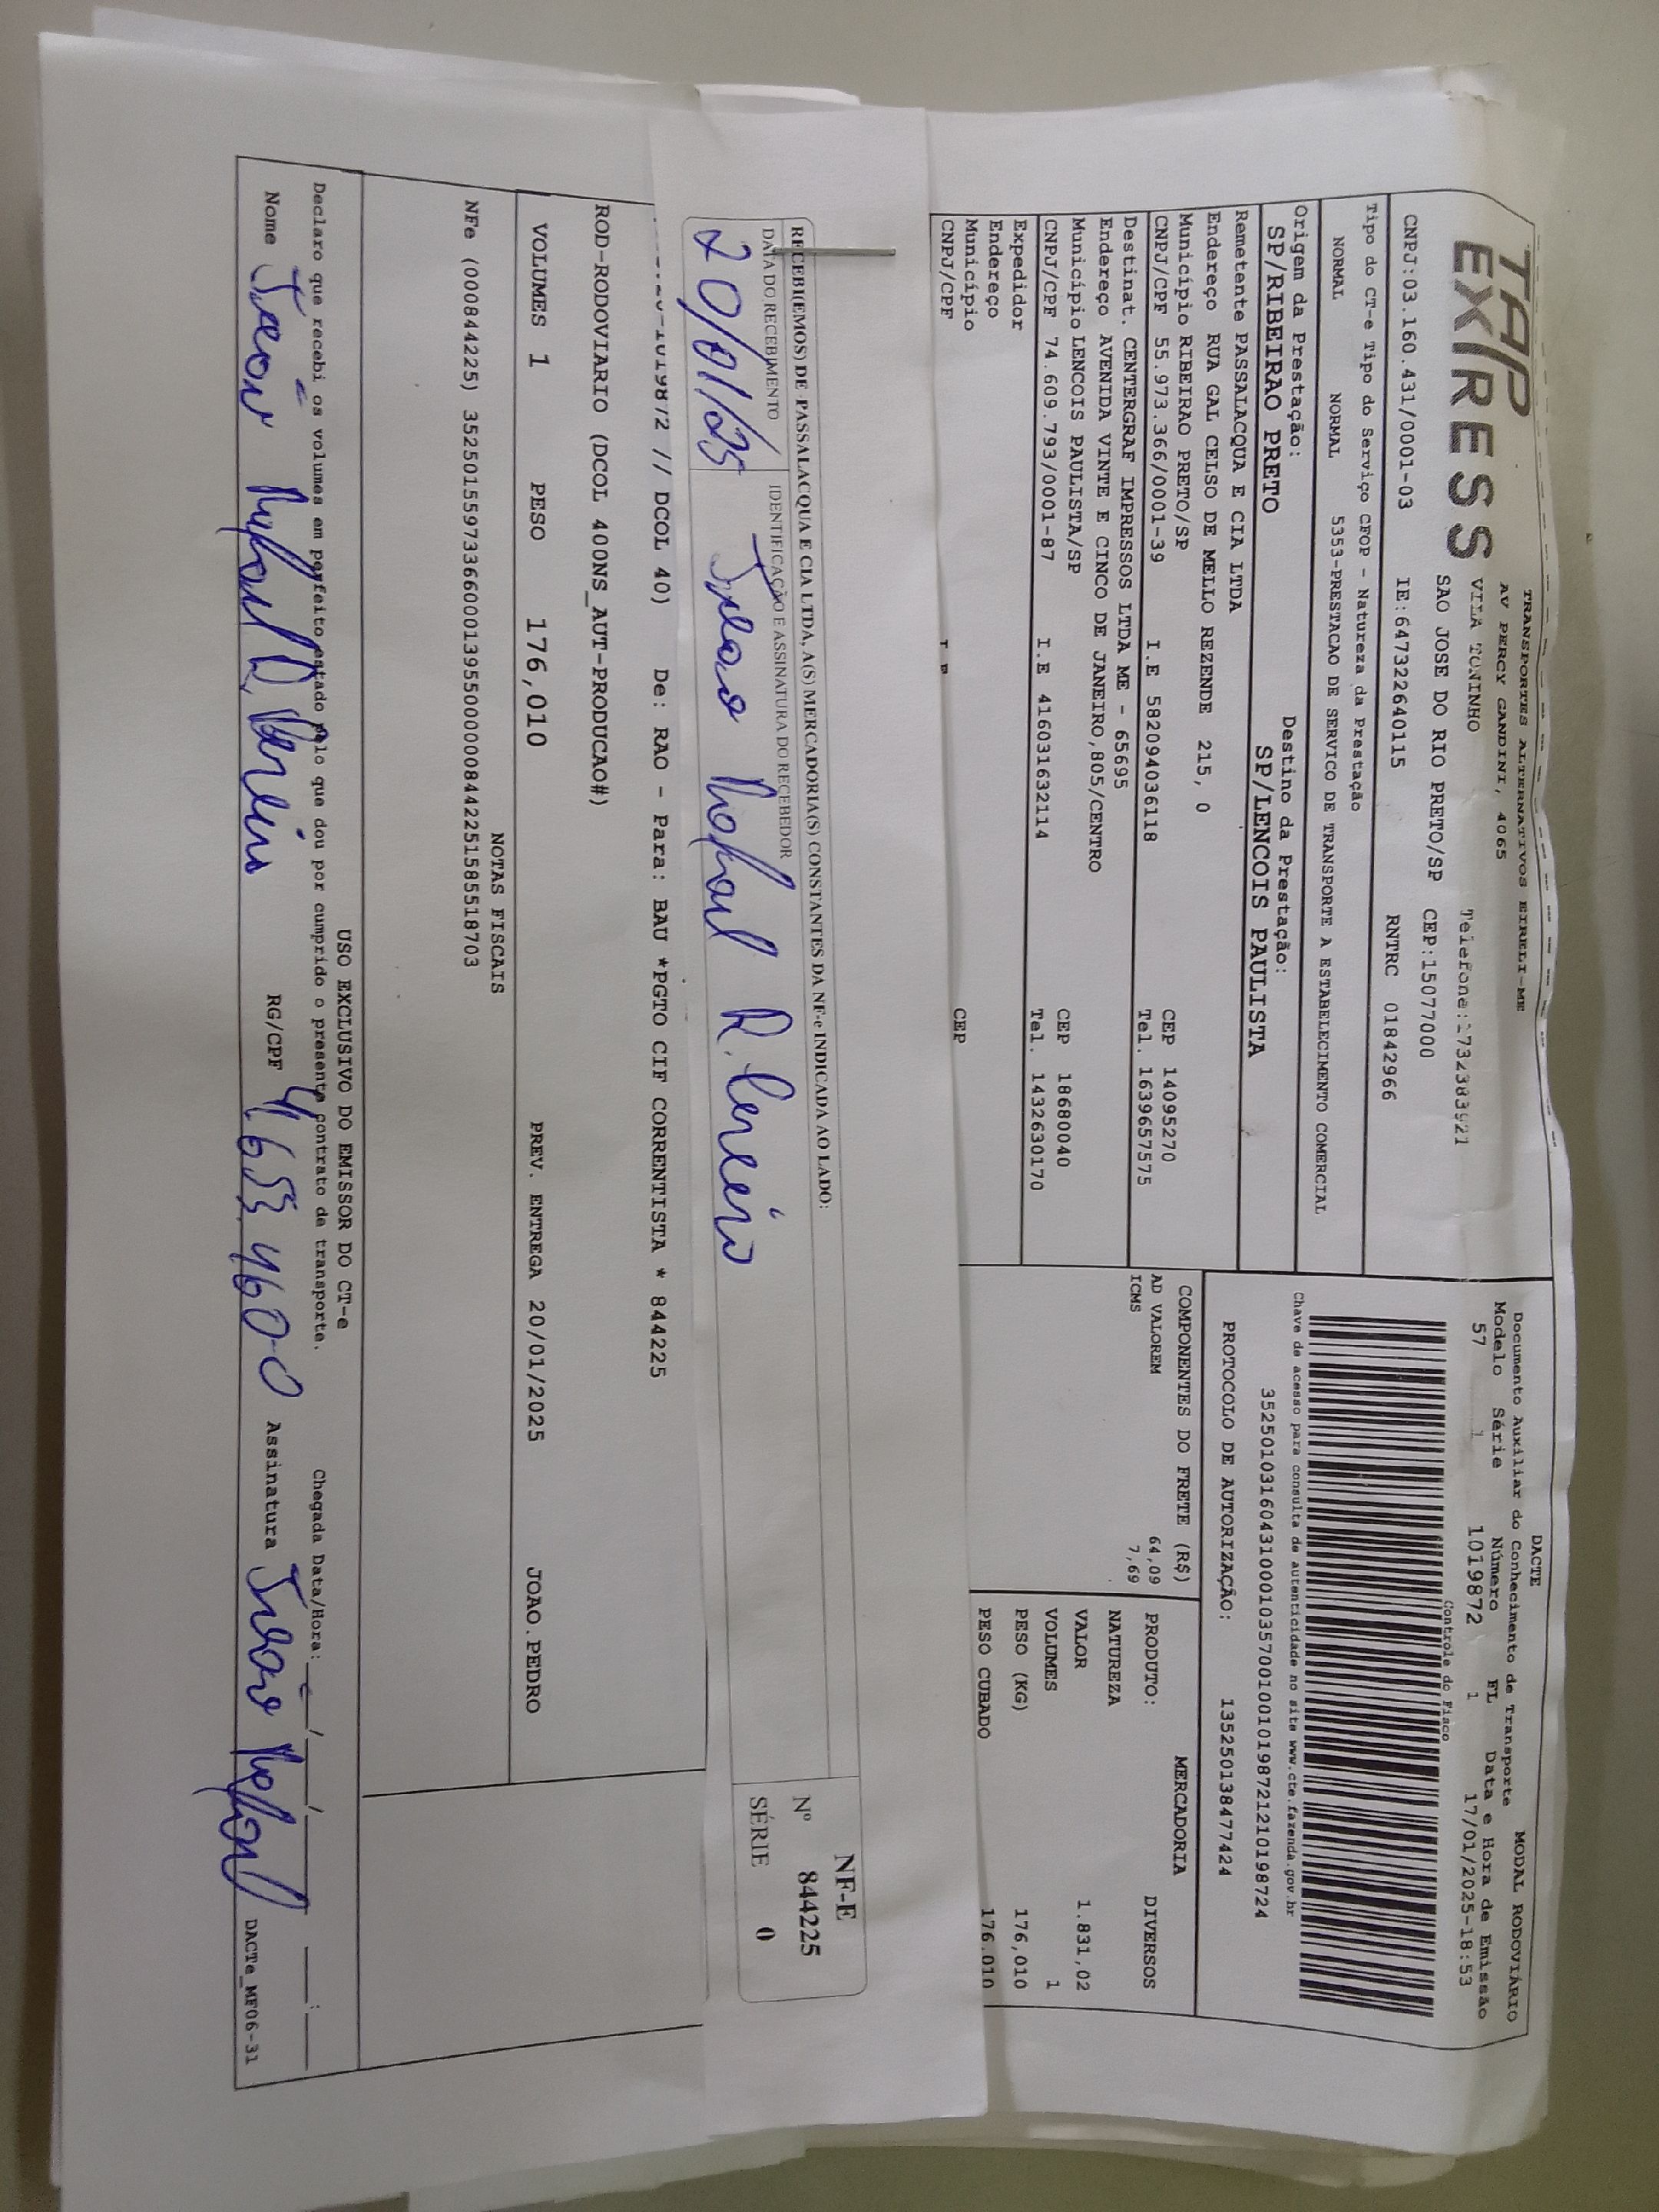 TAP EXPRESS
TRANSPORTES ALTERNATIVOS EIRELI-ME
AV PERCY GANDINI, 4065
VILA TONINHO
SAO JOSE DO RIO PRETO/SP CEP:15077000
CNPJ:03.160.431/0001-03 IE:647322640115 RNTRC 01842966
Tipo do CT-e Tipo do Serviço CFOP - Natureza da Prestação
NORMAL NORMAL 5353-PRESTACAO DE SERVICO DE TRANSPORTE A ESTABELECIMENTO COMERCIAL
Origem da Prestação: Destino da Prestação:
SP/RIBEIRAO PRETO SP/LENCOIS PAULISTA
Remetente PASSALACQUA E CIA LTDA
Endereço RUA GAL CELSO DE MELLO REZENDE 215, 0
Município RIBEIRAO PRETO/SP CEP 14095270
CNPJ/CPF 55.973.366/0001-39 I.E 582094036118 Tel. 1639657575
Destinat. CENTERGRAF IMPRESSOS LTDA ME - 65695
Endereço AVENIDA VINTE E CINCO DE JANEIRO,805/CENTRO
Município LENCOIS PAULISTA/SP CEP 18680040
CNPJ/CPF 74.609.793/0001-87 I.E 416031632114 Tel. 1432630170
Expedidor
Endereço
Município CEP
CNPJ/CPF
DACTE MODAL RODOVIÁRIO
Documento Auxiliar do Conhecimento de Transporte
Modelo Série Número FL Data e Hora de Emissão
57 1 1019872 1 17/01/2025-18:53
Controle do Fisco
Chave de acesso para consulta de autenticidade no site www.cte.fazenda.gov.br
35250103160431000103570010010198721210198724
PROTOCOLO DE AUTORIZAÇÃO: 135250138477424
COMPONENTES DO FRETE (R$)
AD VALOREM 64,09
ICMS 7,69
MERCADORIA
PRODUTO: DIVERSOS
NATUREZA
VALOR 1.831,02
VOLUMES 1
PESO (KG) 176,010
PESO CUBADO 176.010
RECEBI(EMOS) DE PASSALACQUA E CIA LTDA, A(S) MERCADORIA(S) CONSTANTES DA NF-e INDICADA AO LADO:
DATA DO RECEBIMENTO IDENTIFICAÇÃO E ASSINATURA DO RECEBEDOR
20/01/25 João Raphael R.
NF-E
Nº 844225
SÉRIE 0
// DCOL 40) De: RAO - Para: BAU *PGTO CIF CORRENTISTA * 844225
ROD-RODOVIARIO (DCOL 400NS_AUT-PRODUCAO#)
VOLUMES 1 PESO 176,010 PREV. ENTREGA 20/01/2025 JOAO.PEDRO
NOTAS FISCAIS
NFe (000844225) 35250155973366000139550000008442251585518703
USO EXCLUSIVO DO EMISSOR DO CT-e
Declaro que recebi os volumes em perfeito estado pelo que dou por cumprido o presente contrato de transporte. Chegada Data/Hora: __/__/____ __:__
Nome João Raphael R. RG/CPF Assinatura João Raphael DACTe_MF06-31